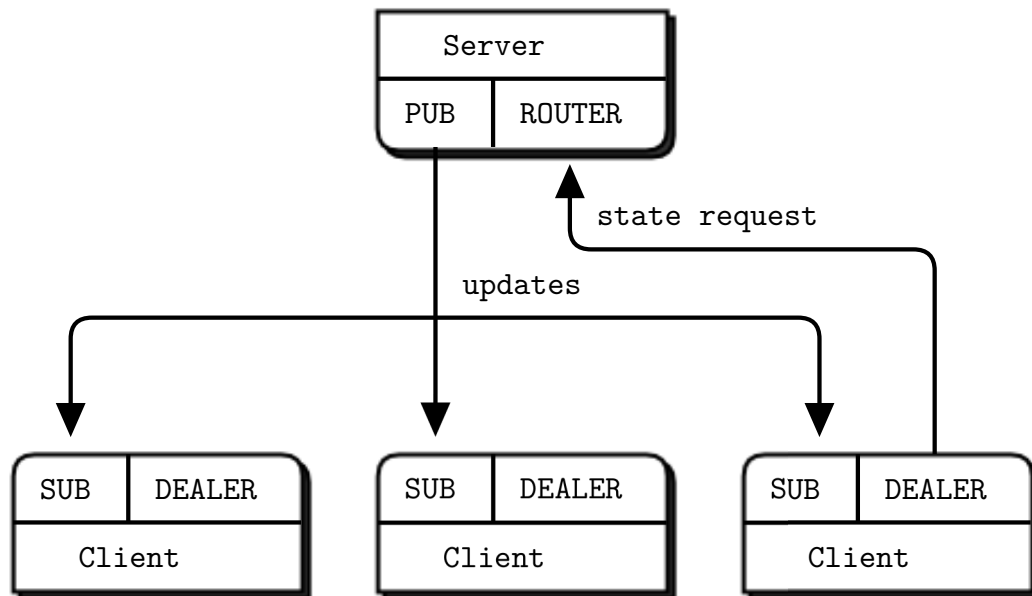 Server
PUB ROUTER
state request
updates
SUB DEALER SUB DEALER SUB DEALER
Client Client Client